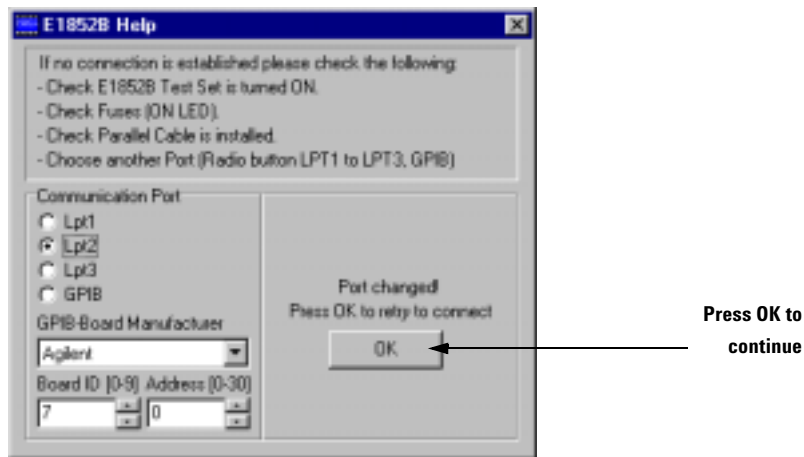 E1852B Help
If no connection is established please check the following:
- Check E1852B Test Set is turned ON.
- Check Fuses (ON LED).
- Check Parallel Cable is installed.
- Choose another Port (Radio button LPT1 to LPT3, GPIB)
Communication Port
Lpt1
Lpt2
Lpt3
GPIB
GPIB-Board Manufacturer
Agilent
Board ID [0-9] Address [0-30]
7 0
Port changed!
Press OK to retry to connect
OK
Press OK to
continue